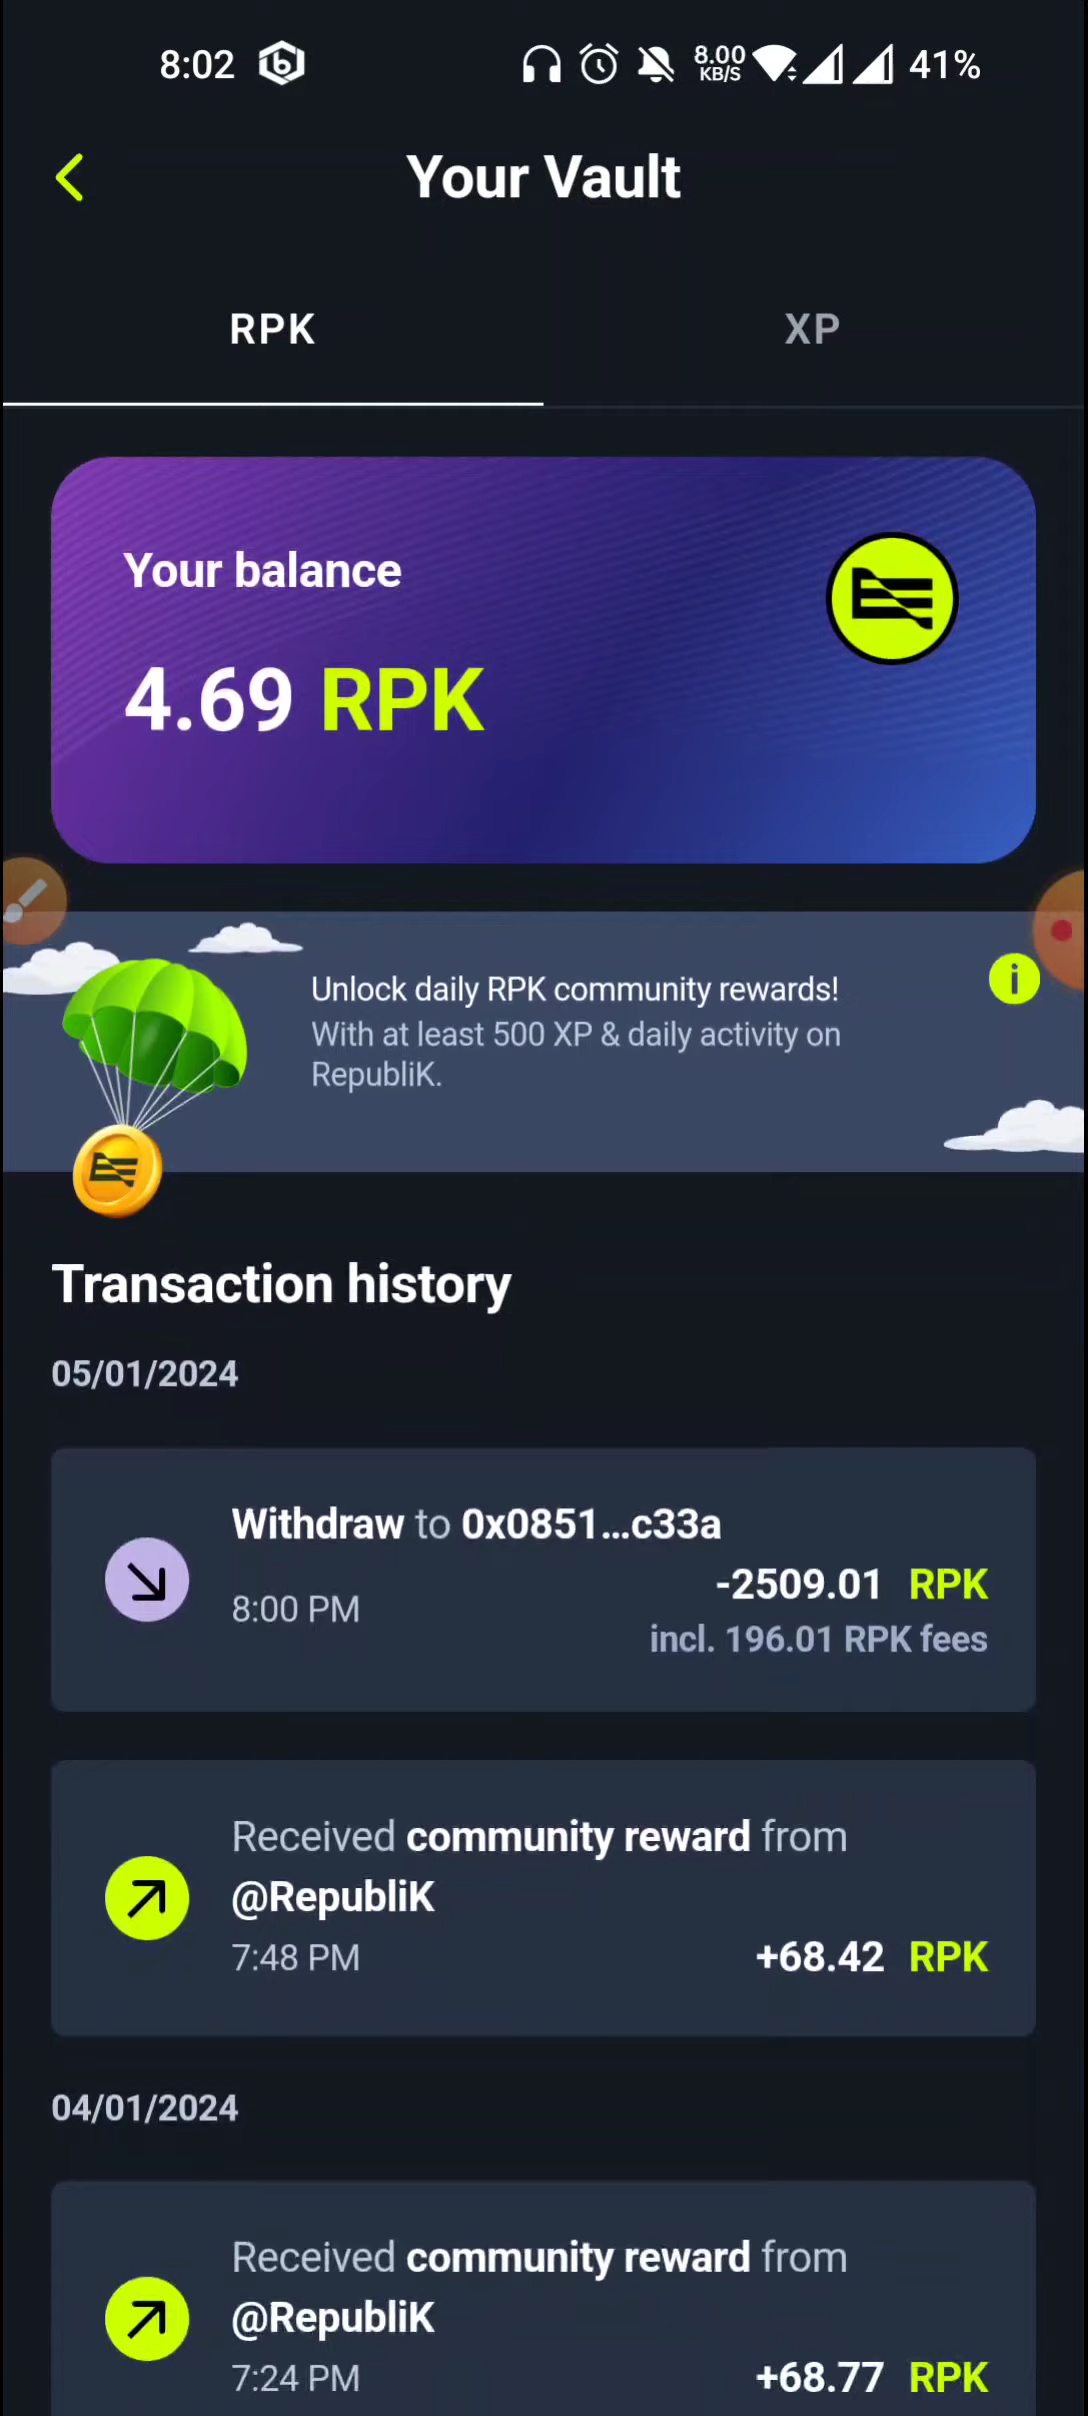 8:02
8.00
KB/S
41%
Your Vault
RPK
XP
Your balance
4.69 RPK
Unlock daily RPK community rewards!
With at least 500 XP & daily activity on
RepubliK.
Transaction history
05/01/2024
Withdraw to 0x0851...c33a
-2509.01 RPK
8:00 PM
incl. 196.01 RPK fees
Received community reward from
@RepubliK
7:48 PM
+68.42 RPK
04/01/2024
Received community reward from
@RepubliK
7:24 PM
+68.77 RPK